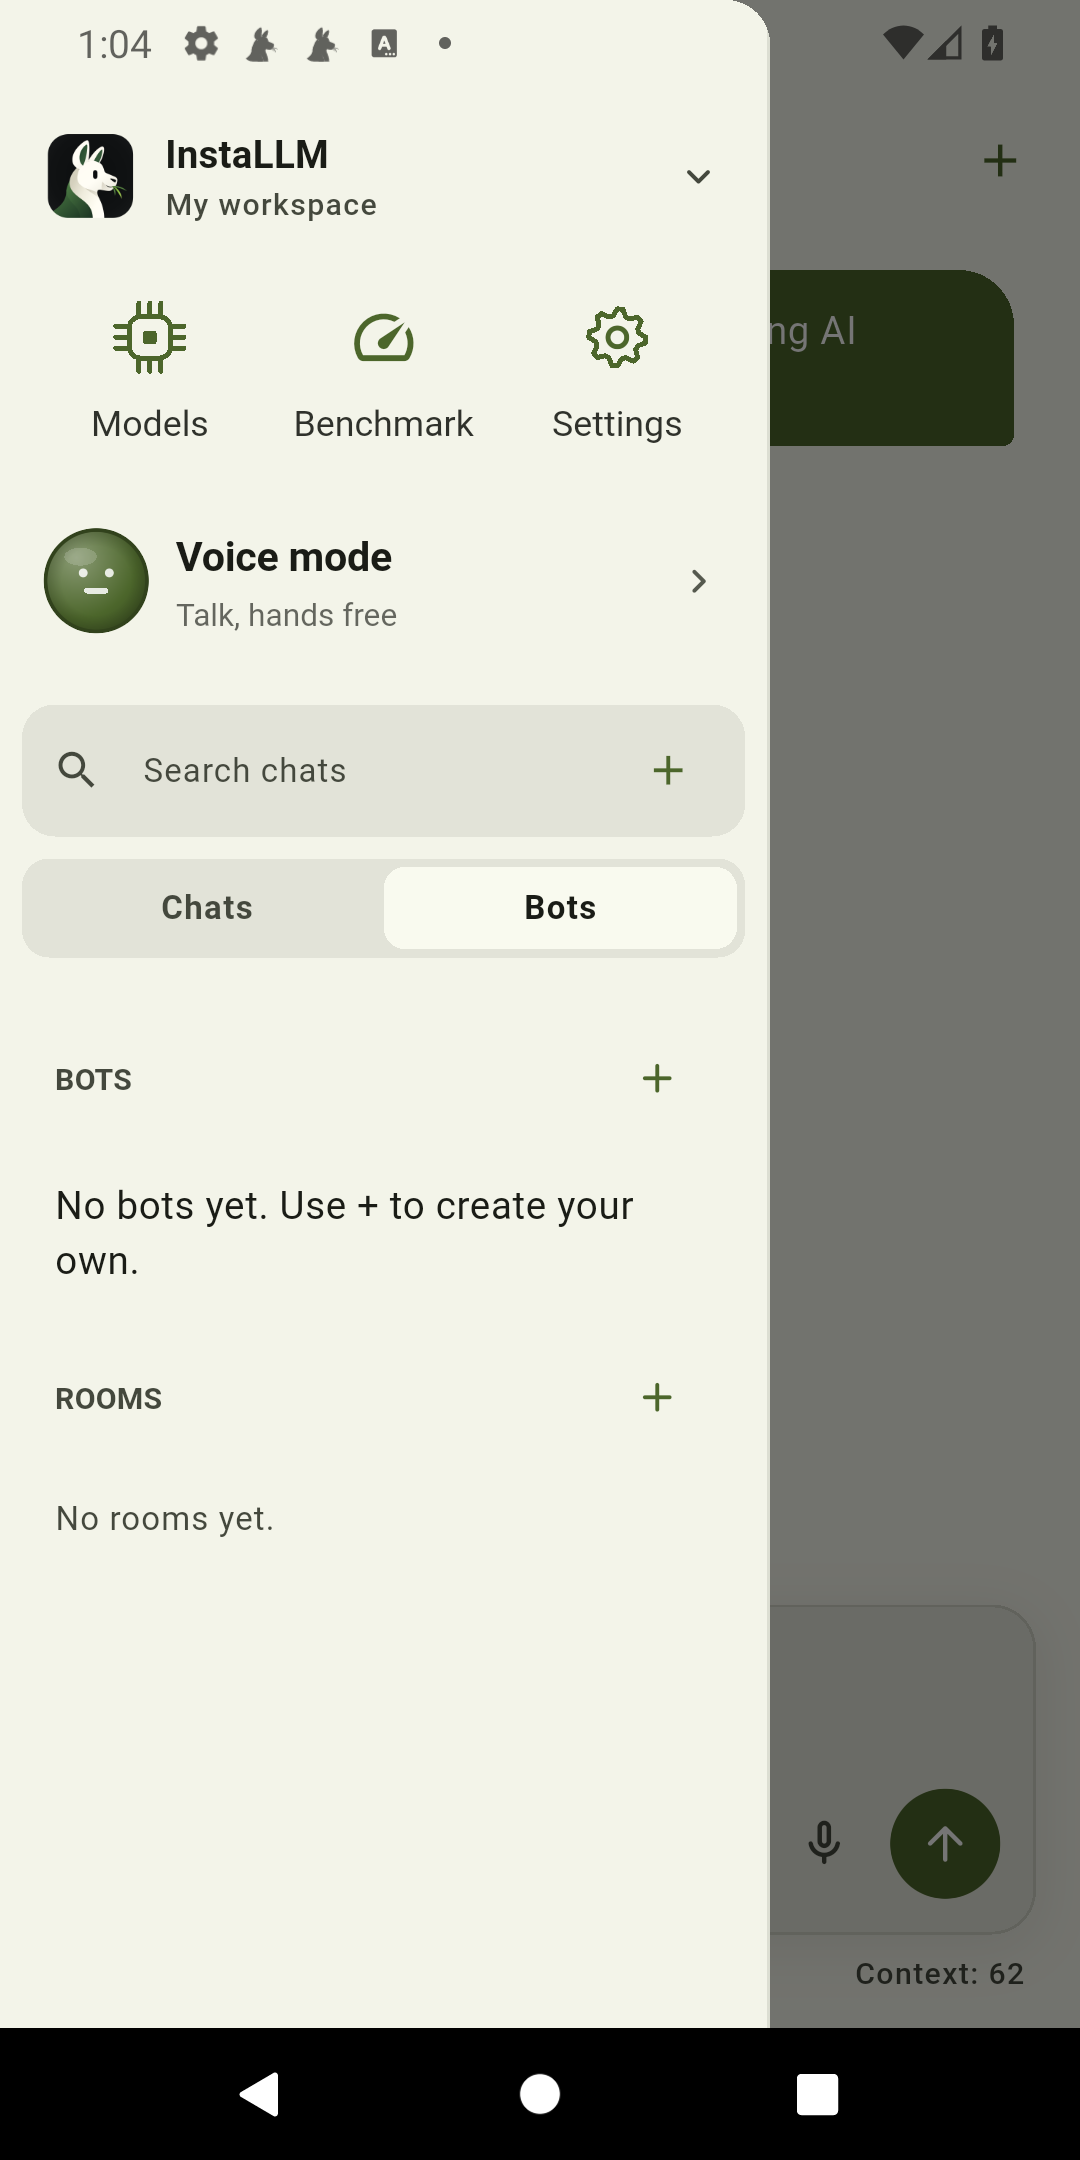 1:04
InstaLLM
My workspace
Models
Benchmark
Settings
ng AI
Voice mode
Talk, hands free
Search chats
Chats
Bots
BOTS
No bots yet. Use + to create your
own.
ROOMS
No rooms yet.
Context: 62